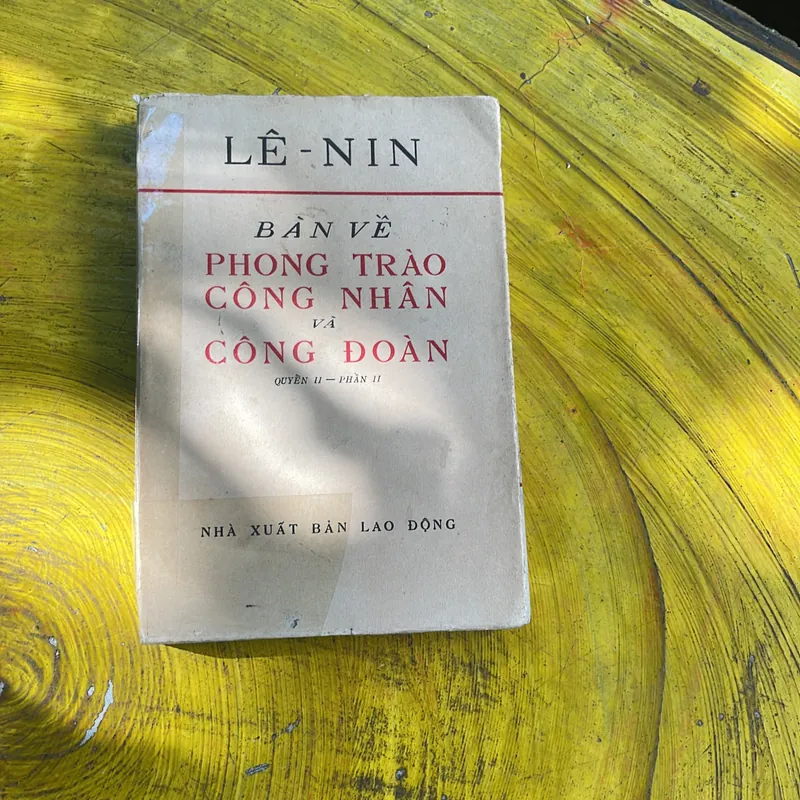 LÊ-NIN
BÀN VỀ
PHONG TRÀO
CÔNG NHÂN
VÀ
CÔNG ĐOÀN
QUYỂN II — PHẦN II
NHÀ XUẤT BẢN LAO ĐỘNG